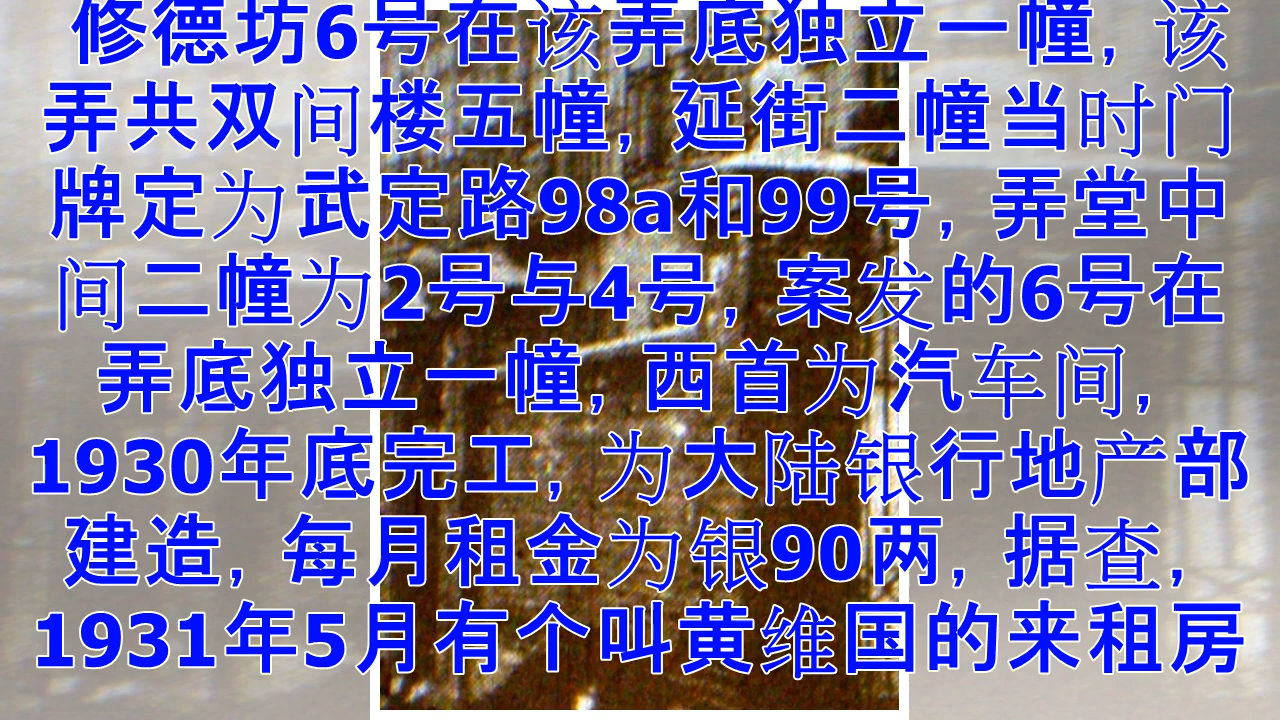 修德坊6号在该弄底独立一幢, 该
弄共双间楼五幢, 延街二幢当时门
牌定为武定路98a和99号, 弄堂中
间二幢为2号与4号, 案发的6号在
弄底独立一幢, 西首为汽车间,
1930年底完工, 为大陆银行地产部
建造, 每月租金为银90两, 据查,
1931年5月有个叫黄维国的来租房